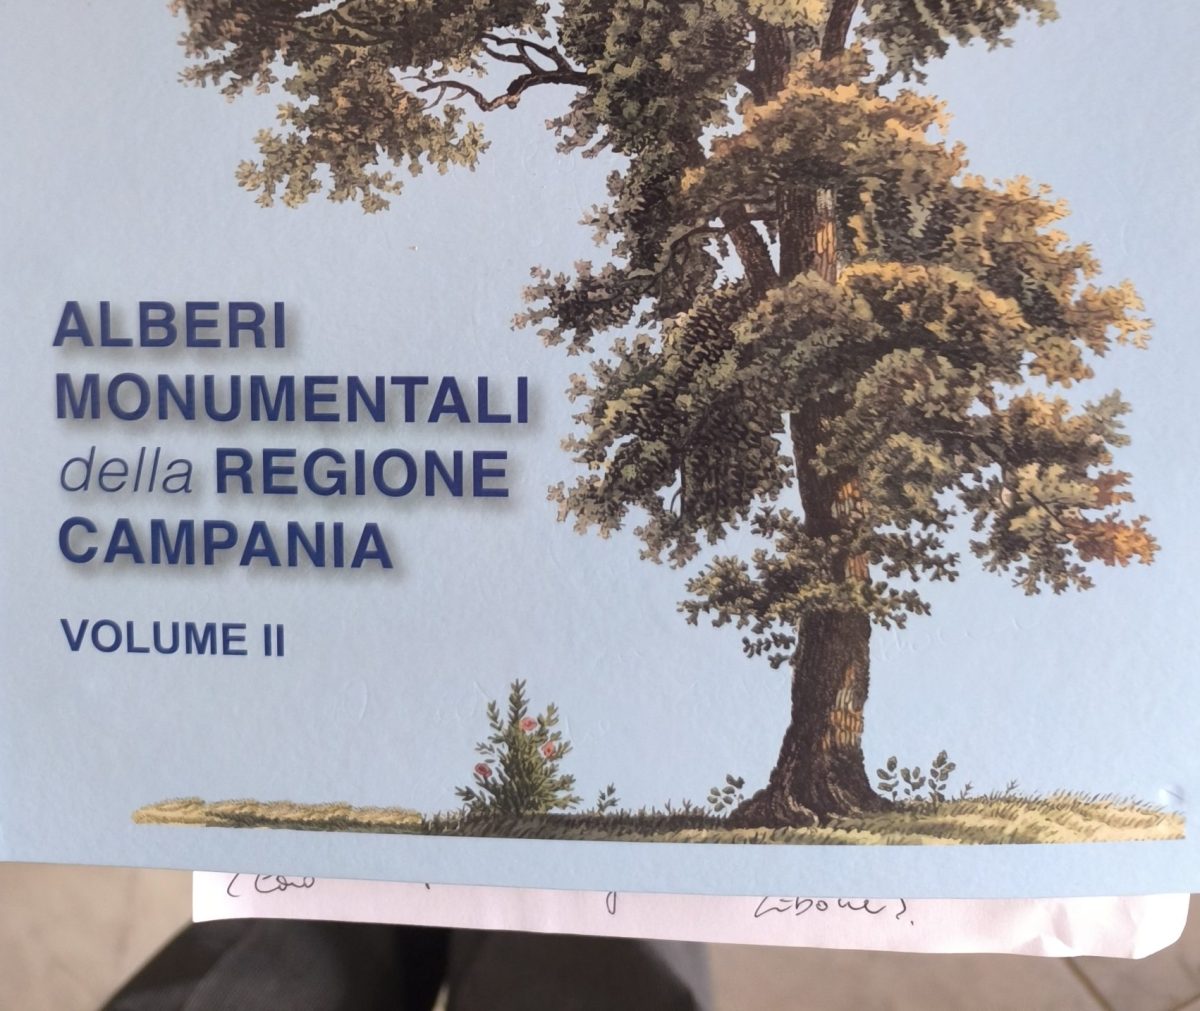 ALBERI
MONUMENTALI
della REGIONE
CAMPANIA
VOLUME II